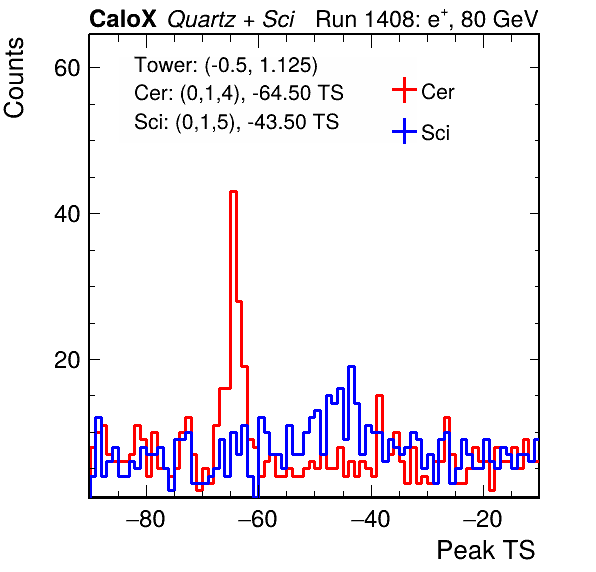 CaloX Quartz + Sci Run 1408: e+, 80 GeV
Counts
Tower: (-0.5, 1.125)
Cer: (0,1,4), -64.50 TS
Sci: (0,1,5), -43.50 TS
Cer
Sci
60
40
20
−80 −60 −40 −20
Peak TS